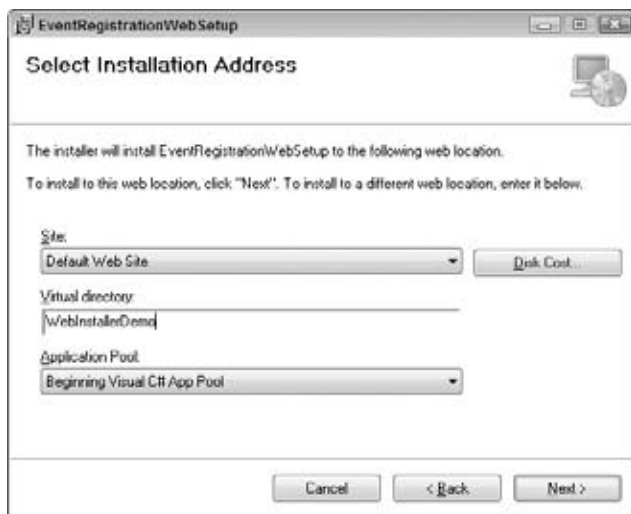 EventRegistrationWebSetup
Select Installation Address
The installer will install EventRegistrationWebSetup to the following web location.
To install to this web location, click "Next". To install to a different web location, enter it below.
Site:
Default Web Site
Disk Cost...
Virtual directory:
WebInstallerDemo
Application Pool:
Beginning Visual C# App Pool
Cancel
< Back
Next >